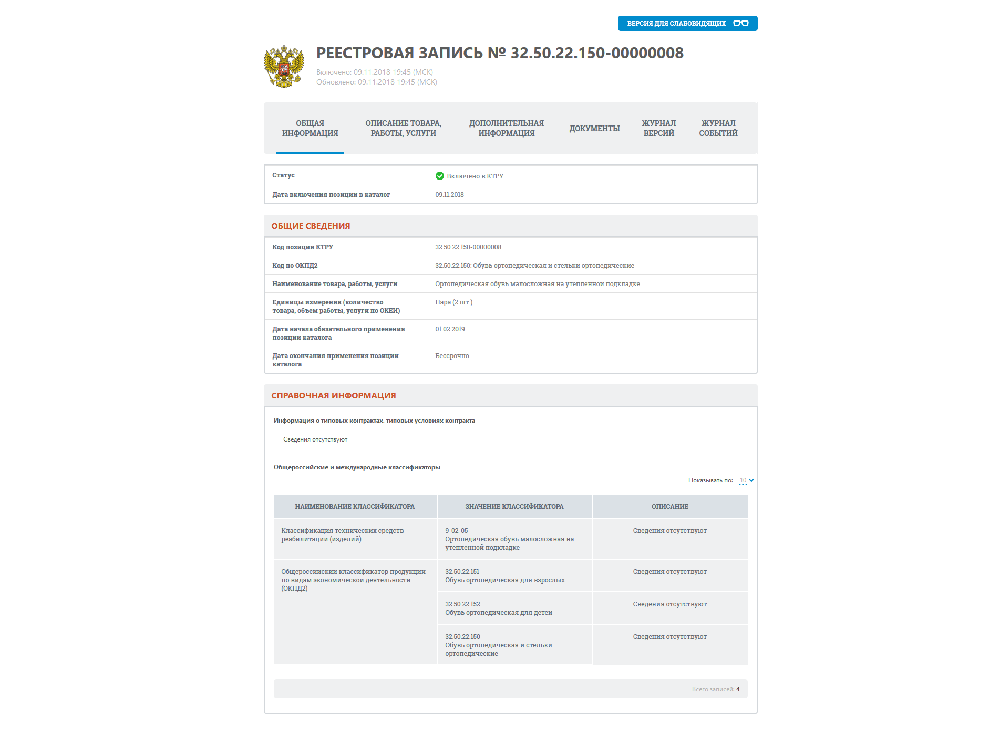 ВЕРСИЯ ДЛЯ СЛАБОВИДЯЩИХ
РЕЕСТРОВАЯ ЗАПИСЬ № 32.50.22.150-00000008
Включено: 09.11.2018 19:45 (МСК)
Обновлено: 09.11.2018 19:45 (МСК)
ОБЩАЯ
ИНФОРМАЦИЯ
ОПИСАНИЕ ТОВАРА,
РАБОТЫ, УСЛУГИ
ДОПОЛНИТЕЛЬНАЯ
ИНФОРМАЦИЯ
ДОКУМЕНТЫ
ЖУРНАЛ
ВЕРСИЙ
ЖУРНАЛ
СОБЫТИЙ
Статус
Включено в КТРУ
Дата включения позиции в каталог
09.11.2018
ОБЩИЕ СВЕДЕНИЯ
Код позиции КТРУ
32.50.22.150-00000008
Код по ОКПД2
32.50.22.150: Обувь ортопедическая и стельки ортопедические
Наименование товара, работы, услуги
Ортопедическая обувь малосложная на утепленной подкладке
Единицы измерения (количество
товара, объем работы, услуги по ОКЕИ)
Пара (2 шт.)
Дата начала обязательного применения
позиции каталога
01.02.2019
Дата окончания применения позиции
каталога
Бессрочно
СПРАВОЧНАЯ ИНФОРМАЦИЯ
Информация о типовых контрактах, типовых условиях контракта
Сведения отсутствуют
Общероссийские и международные классификаторы
Показывать по: 10
НАИМЕНОВАНИЕ КЛАССИФИКАТОРА
ЗНАЧЕНИЕ КЛАССИФИКАТОРА
ОПИСАНИЕ
Классификация технических средств
реабилитации (изделий)
9-02-05
Ортопедическая обувь малосложная на
утепленной подкладке
Сведения отсутствуют
Общероссийский классификатор продукции
по видам экономической деятельности
(ОКПД2)
32.50.22.151
Обувь ортопедическая для взрослых
Сведения отсутствуют
32.50.22.152
Обувь ортопедическая для детей
Сведения отсутствуют
32.50.22.150
Обувь ортопедическая и стельки
ортопедические
Сведения отсутствуют
Всего записей: 4